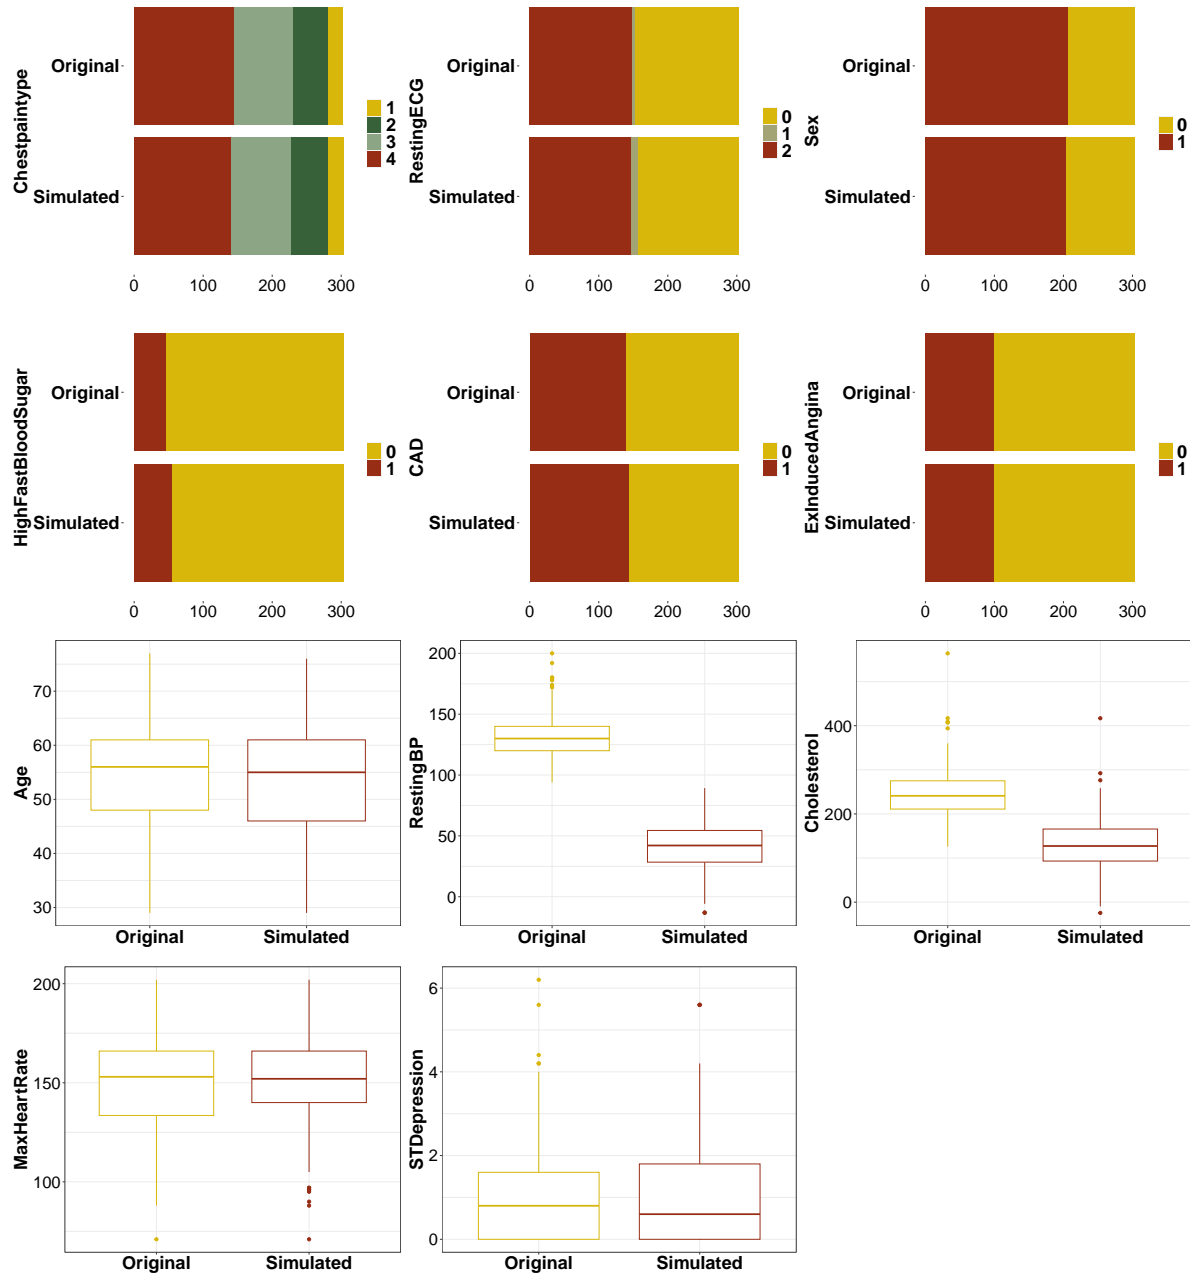 Chestpaintype
Original
Simulated
0 100 200 300
1
2
3
4
RestingECG
Original
Simulated
0 100 200 300
0
1
2
Sex
Original
Simulated
0 100 200 300
0
1
HighFastBloodSugar
Original
Simulated
0 100 200 300
0
1
CAD
Original
Simulated
0 100 200 300
0
1
ExInducedAngina
Original
Simulated
0 100 200 300
0
1
Age
70
60
50
40
30
Original Simulated
RestingBP
200
150
100
50
0
Original Simulated
Cholesterol
400
200
0
Original Simulated
MaxHeartRate
200
150
100
Original Simulated
STDepression
6
4
2
0
Original Simulated